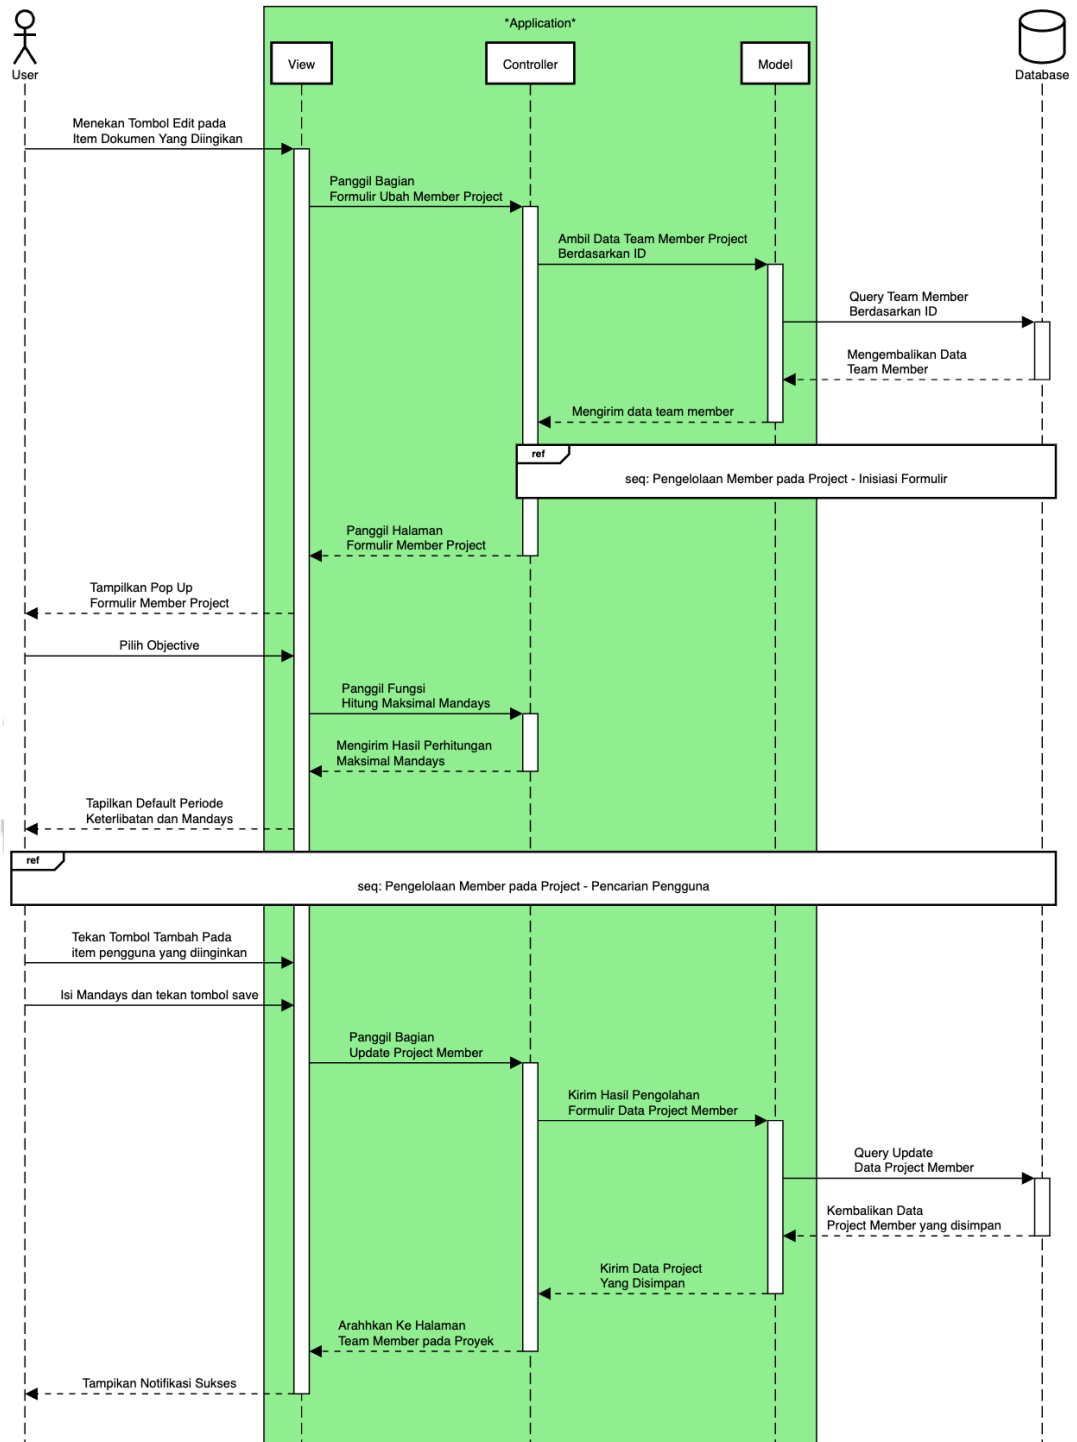 *Application*
View
Controller
Model
User
Database
Menekan Tombol Edit pada
Item Dokumen Yang Diingikan
Panggil Bagian
Formulir Ubah Member Project
Ambil Data Team Member Project
Berdasarkan ID
Query Team Member
Berdasarkan ID
Mengembalikan Data
Team Member
Mengirim data team member
ref
seq: Pengelolaan Member pada Project - Inisiasi Formulir
Panggil Halaman
Formulir Member Project
Tampilkan Pop Up
Formulir Member Project
Pilih Objective
Panggil Fungsi
Hitung Maksimal Mandays
Mengirim Hasil Perhitungan
Maksimal Mandays
Tapilkan Default Periode
Keterlibatan dan Mandays
ref
seq: Pengelolaan Member pada Project - Pencarian Pengguna
Tekan Tombol Tambah Pada
item pengguna yang diinginkan
Isi Mandays dan tekan tombol save
Panggil Bagian
Update Project Member
Kirim Hasil Pengolahan
Formulir Data Project Member
Query Update
Data Project Member
Kembalikan Data
Project Member yang disimpan
Kirim Data Project
Yang Disimpan
Arahhkan Ke Halaman
Team Member pada Proyek
Tampikan Notifikasi Sukses